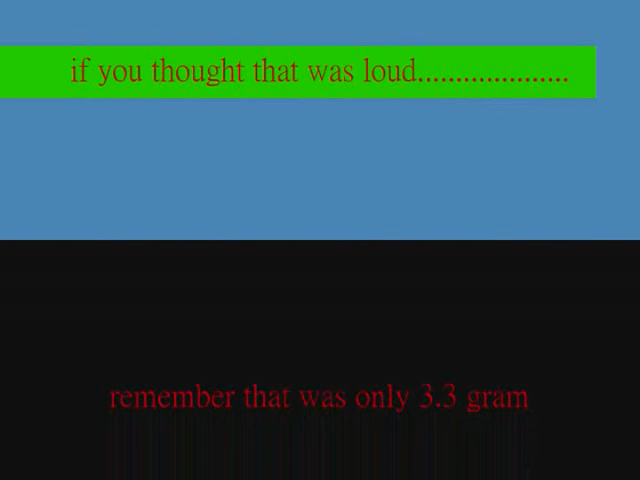 if you thought that was loud....................
remember that was only 3.3 gram